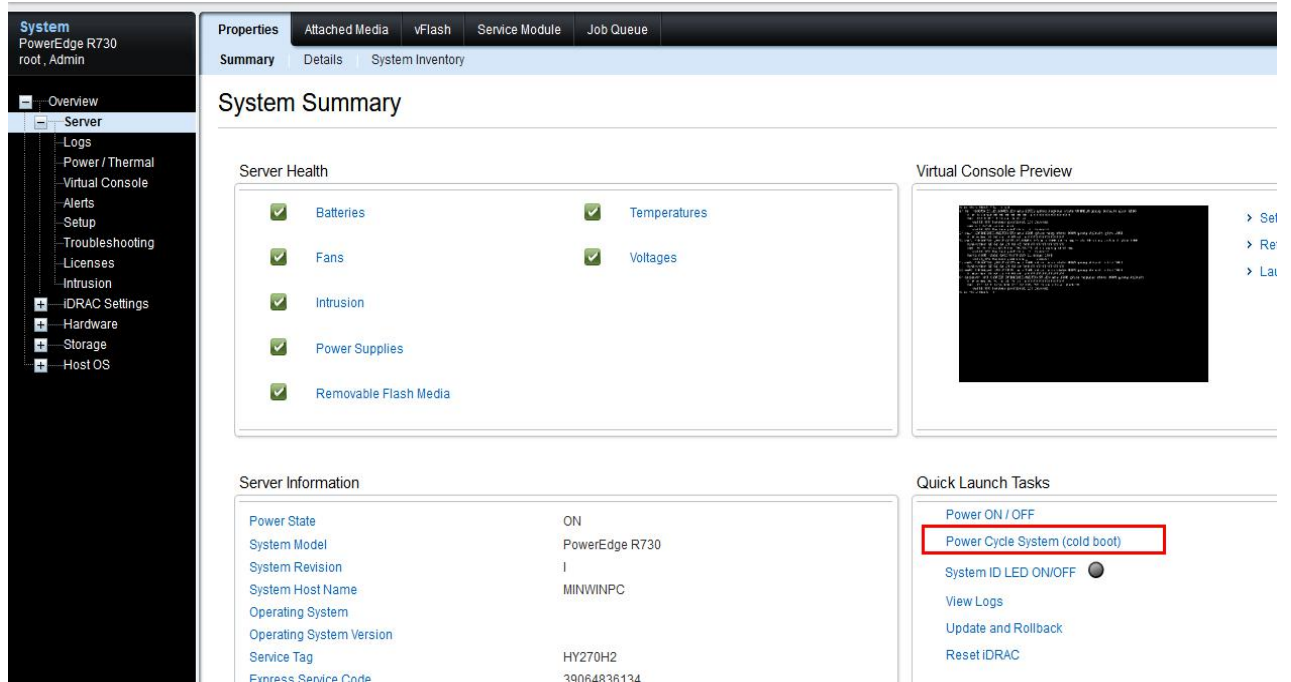 System
PowerEdge R730
root , Admin
Properties Attached Media vFlash Service Module Job Queue
Summary Details System Inventory
Overview
Server
Logs
Power / Thermal
Virtual Console
Alerts
Setup
Troubleshooting
Licenses
Intrusion
iDRAC Settings
Hardware
Storage
Host OS
System Summary
Server Health
Batteries
Fans
Intrusion
Power Supplies
Removable Flash Media
Temperatures
Voltages
Virtual Console Preview
Server Information
Power State ON
System Model PowerEdge R730
System Revision I
System Host Name MINWINPC
Operating System
Operating System Version
Service Tag HY270H2
Express Service Code 39064836134
Quick Launch Tasks
Power ON / OFF
Power Cycle System (cold boot)
System ID LED ON/OFF
View Logs
Update and Rollback
Reset iDRAC